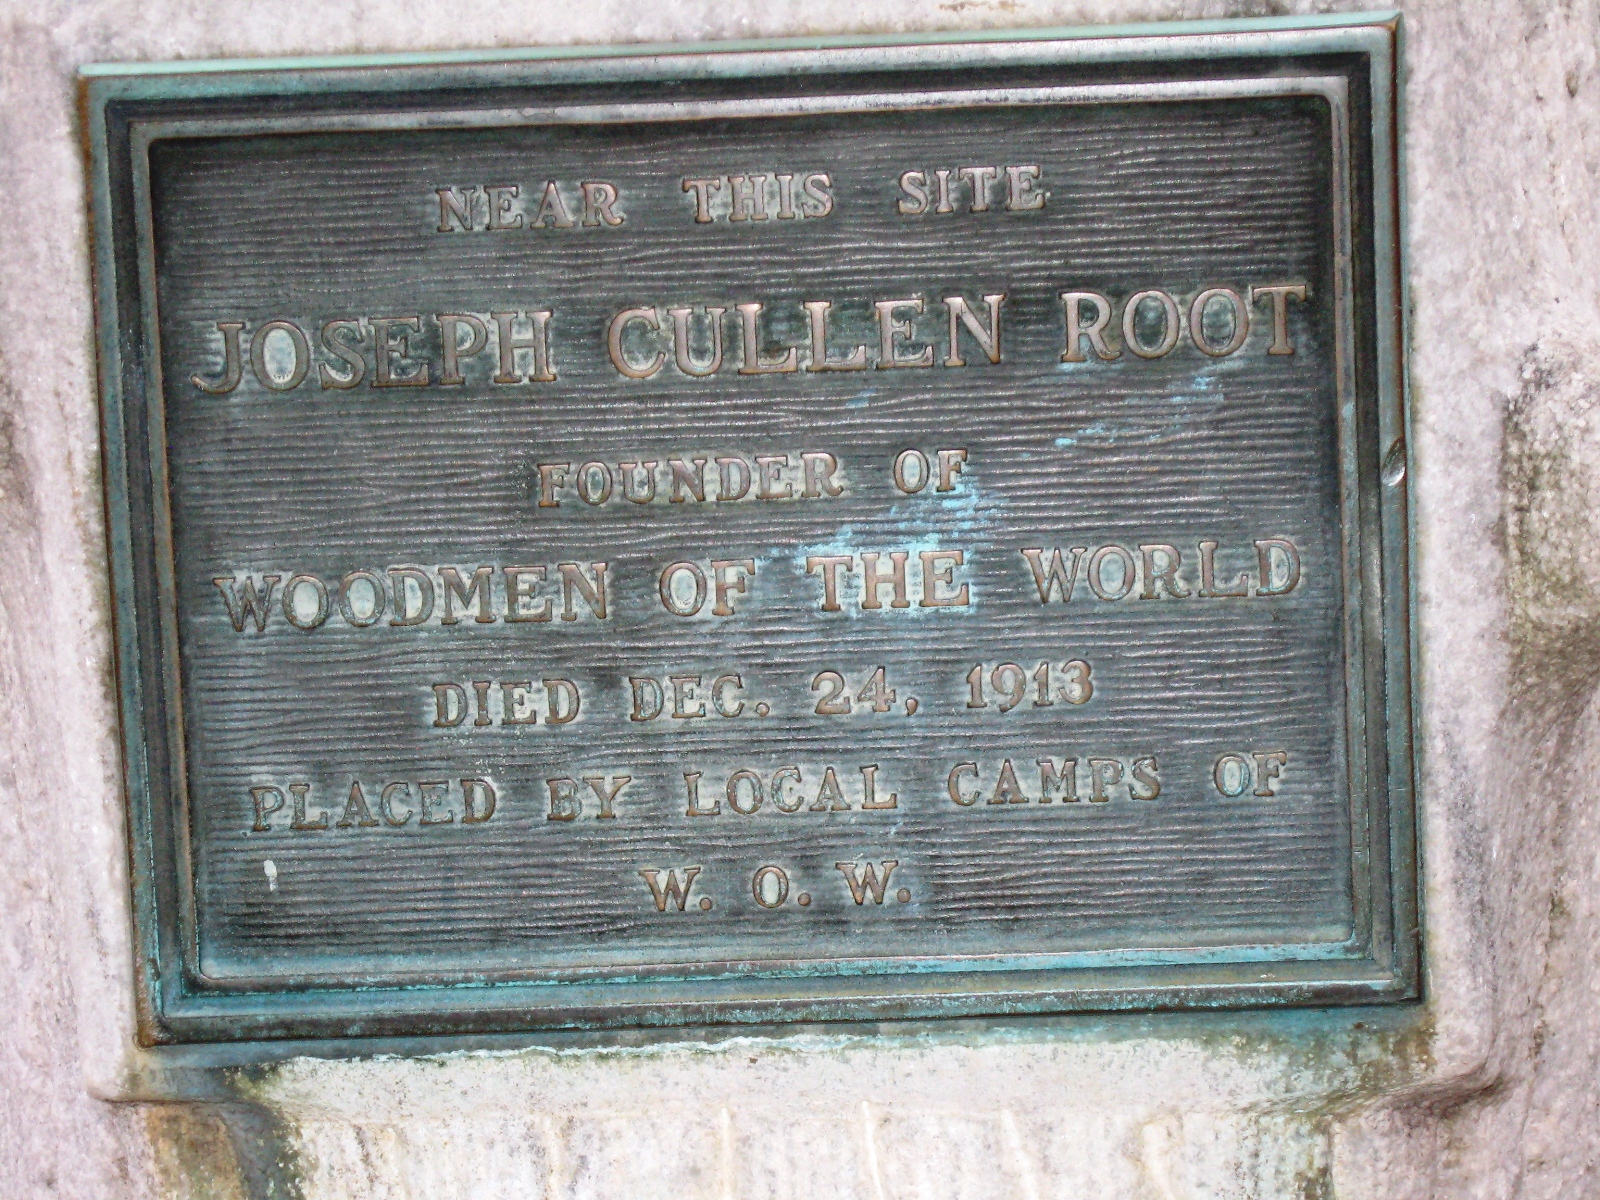 NEAR THIS SITE
JOSEPH CULLEN ROOT
FOUNDER OF
WOODMEN OF THE WORLD
DIED DEC. 24, 1913
PLACED BY LOCAL CAMPS OF
W. O. W.